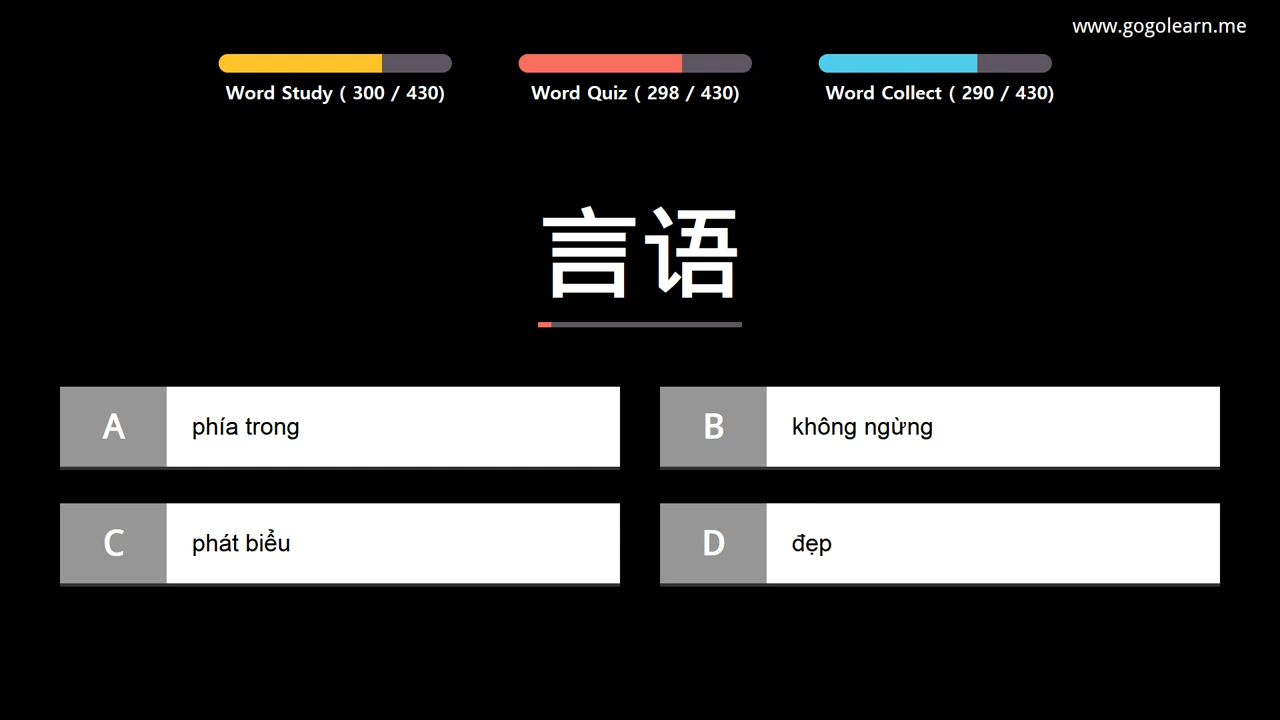 www.gogolearn.me
Word Study ( 300 / 430)
Word Quiz ( 298 / 430)
Word Collect ( 290 / 430)
言语
A phía trong
B không ngừng
C phát biểu
D đẹp